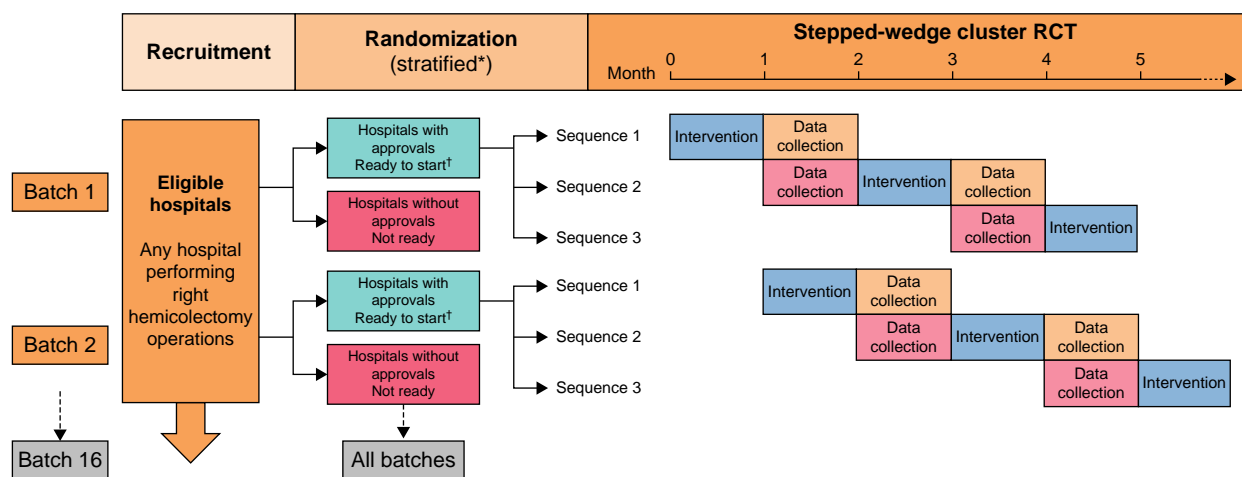 Recruitment
Randomization
(stratified*)
Stepped-wedge cluster RCT
Month
0 1 2 3 4 5
Batch 1
Eligible
hospitals
Any hospital
performing
right
hemicolectomy
operations
Hospitals with
approvals
Ready to start†
Hospitals without
approvals
Not ready
Sequence 1
Sequence 2
Sequence 3
Intervention
Data
collection
Data
collection
Intervention
Data
collection
Data
collection
Intervention
Batch 2
Hospitals with
approvals
Ready to start†
Hospitals without
approvals
Not ready
Sequence 1
Sequence 2
Sequence 3
Intervention
Data
collection
Data
collection
Intervention
Data
collection
Data
collection
Intervention
Batch 16
All batches